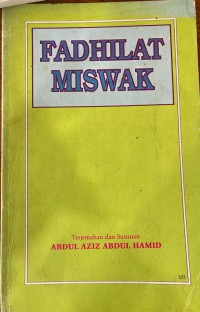 FADHILAT
MISWAK
Terjemahan dan Susunan
ABDUL AZIZ ABDUL HAMID